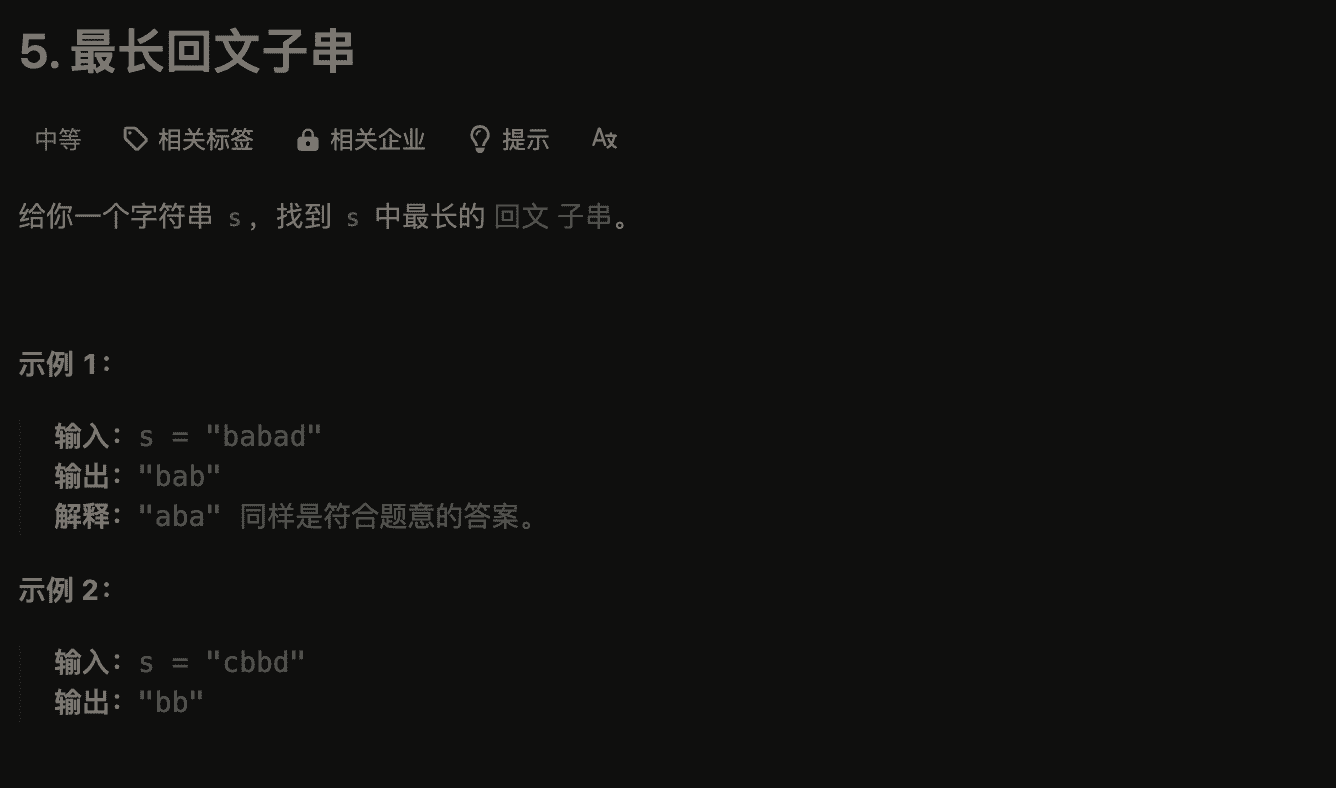 5. 最长回文子串
中等 相关标签 相关企业 提示 A文
给你一个字符串 s，找到 s 中最长的 回文 子串。
示例 1：
输入：s = "babad"
输出："bab"
解释："aba" 同样是符合题意的答案。
示例 2：
输入：s = "cbbd"
输出："bb"